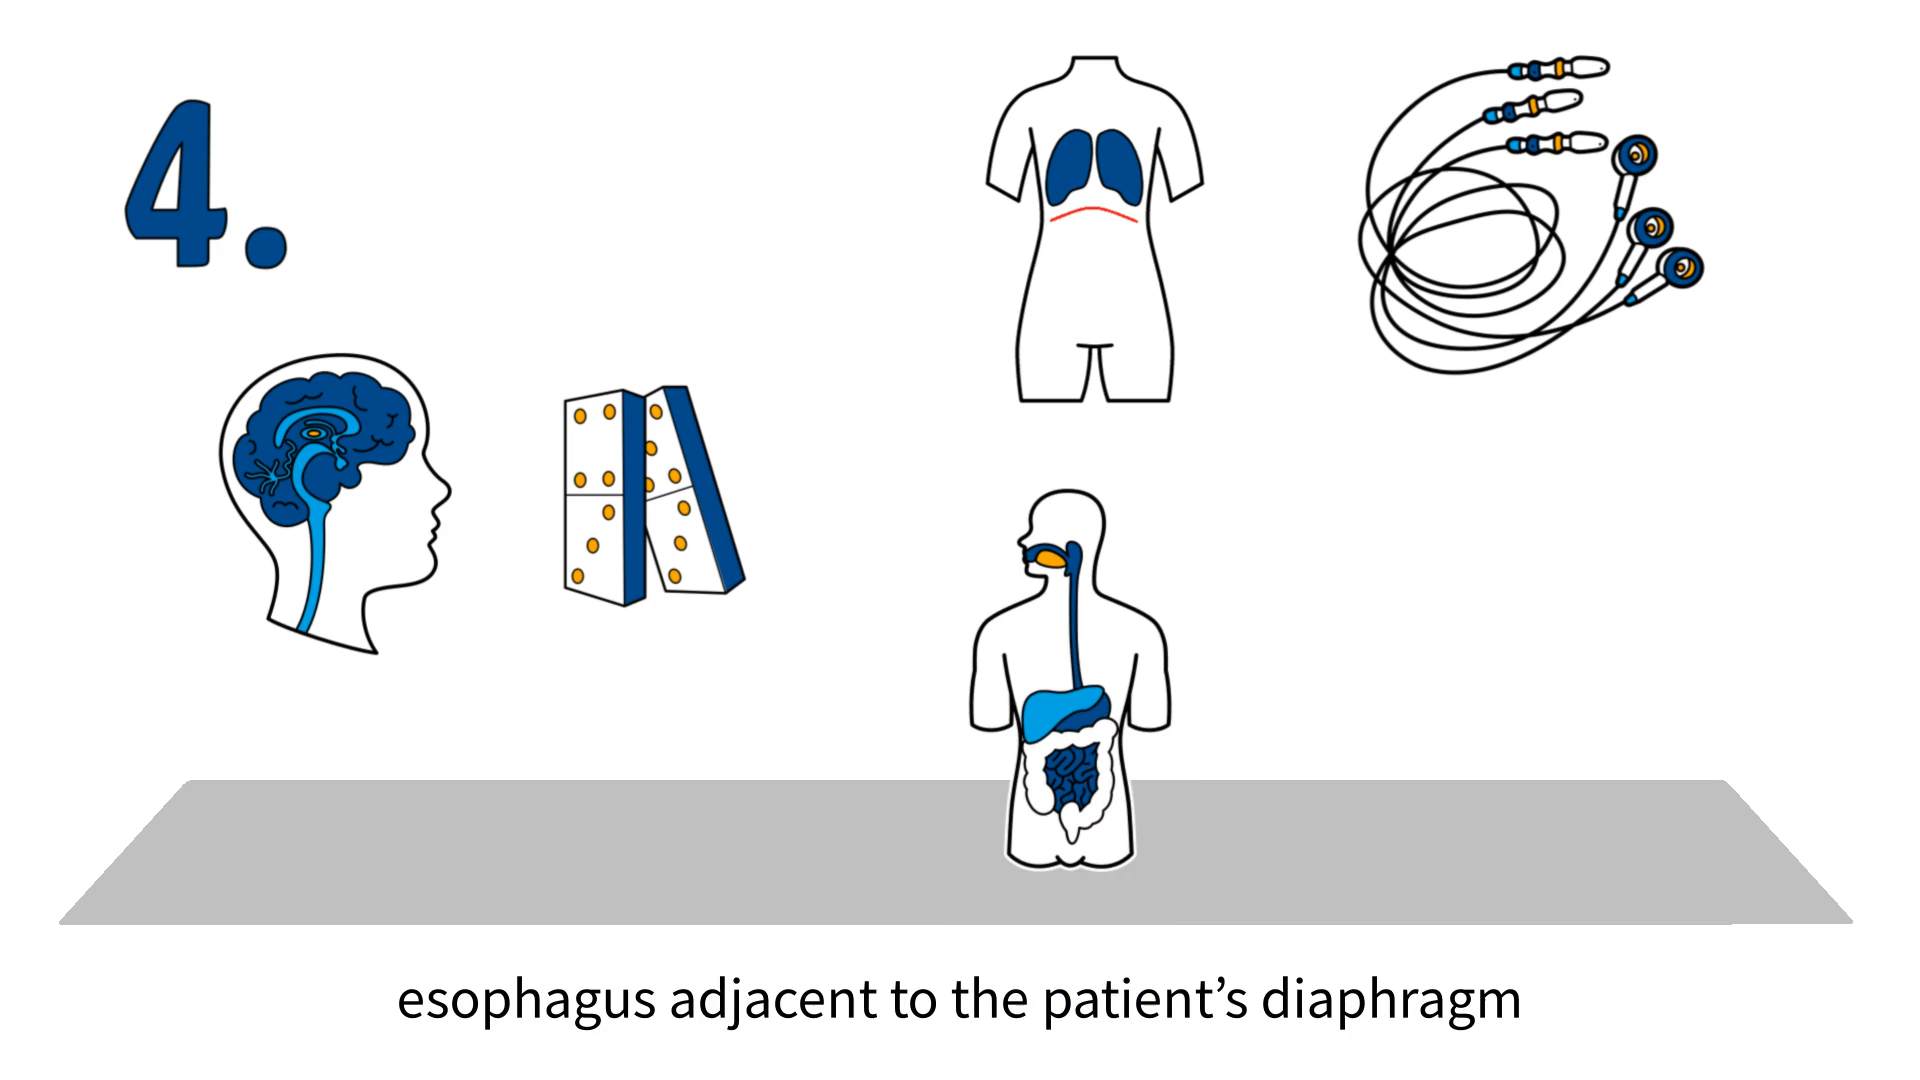 4.
esophagus adjacent to the patient’s diaphragm